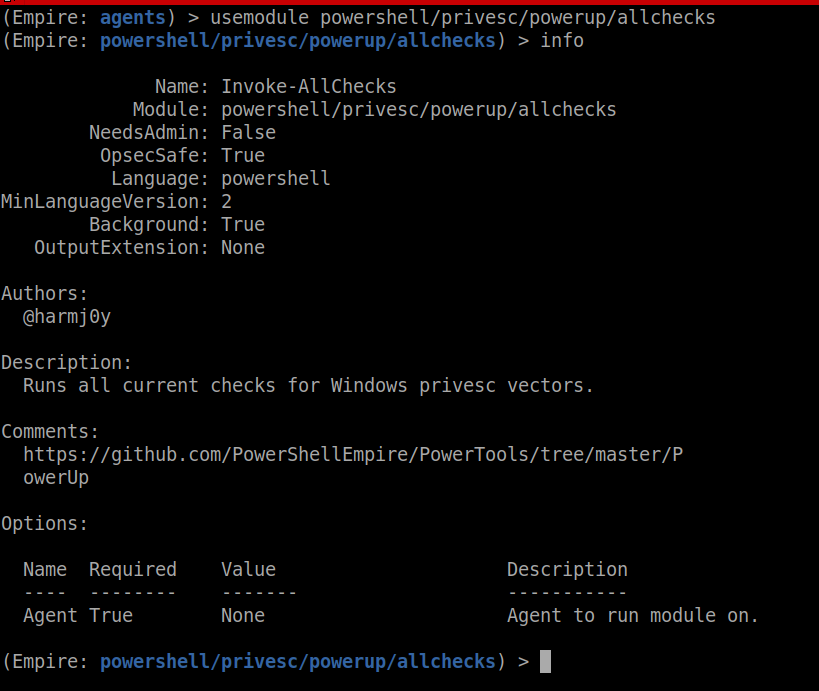 (Empire: agents) > usemodule powershell/privesc/powerup/allchecks
(Empire: powershell/privesc/powerup/allchecks) > info
Name: Invoke-AllChecks
Module: powershell/privesc/powerup/allchecks
NeedsAdmin: False
OpsecSafe: True
Language: powershell
MinLanguageVersion: 2
Background: True
OutputExtension: None
Authors:
@harmj0y
Description:
Runs all current checks for Windows privesc vectors.
Comments:
https://github.com/PowerShellEmpire/PowerTools/tree/master/P
owerUp
Options:
Name Required Value Description
---- -------- ------- -----------
Agent True None Agent to run module on.
(Empire: powershell/privesc/powerup/allchecks) >